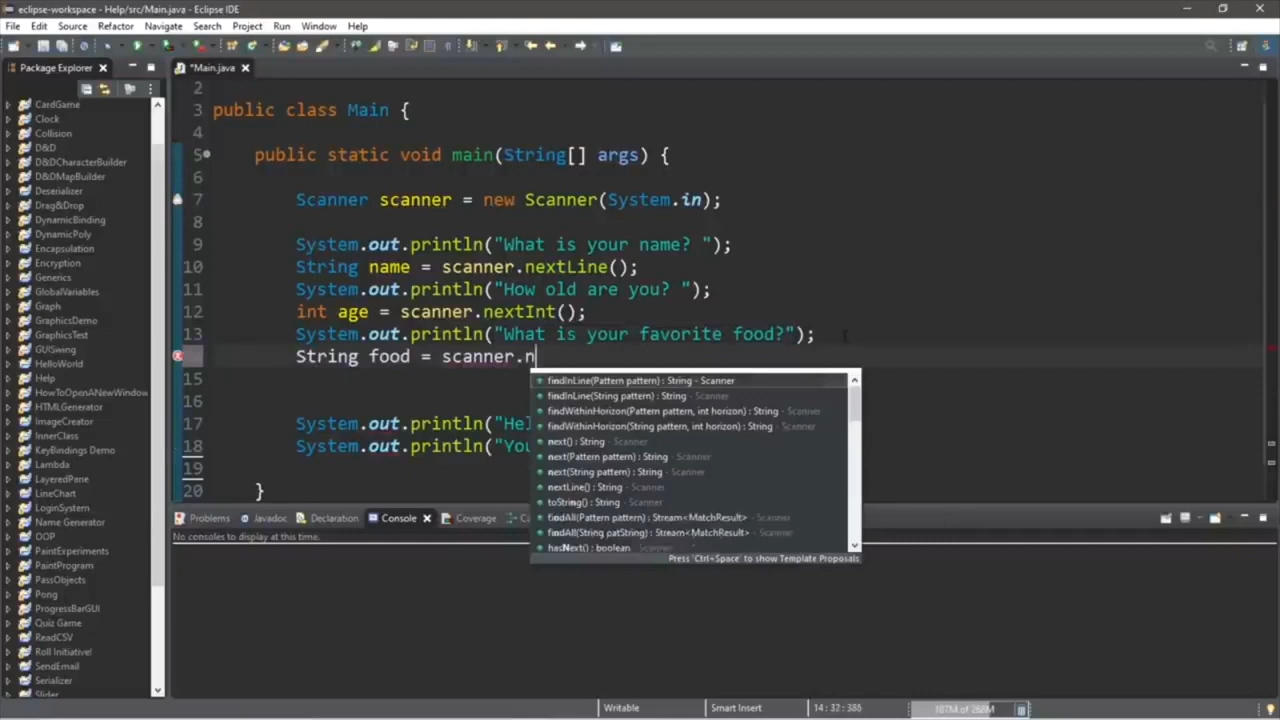 eclipse-workspace - Help/src/Main.java - Eclipse IDE
File Edit Source Refactor Navigate Search Project Run Window Help
Package Explorer
*Main.java
CardGame
Clock
Collision
D&D
D&DCharacterBuilder
D&DMapBuilder
Deserializer
Drag&Drop
DynamicBinding
DynamicPoly
Encapsulation
Encryption
Generics
GlobalVariables
Graph
GraphicsDemo
GraphicsTest
GUISwing
HelloWorld
Help
HowToOpenANewWindow
HTMLGenerator
ImageCreator
InnerClass
KeyBindings Demo
Lambda
LayeredPane
LineChart
LoginSystem
Name Generator
OOP
PaintExperiments
PaintProgram
PassObjects
Pong
ProgressBarGUI
Quiz Game
ReadCSV
Roll Initiative!
SendEmail
Serializer
Slider
2
3 public class Main {
4
5 public static void main(String[] args) {
6
7 Scanner scanner = new Scanner(System.in);
8
9 System.out.println("What is your name? ");
10 String name = scanner.nextLine();
11 System.out.println("How old are you? ");
12 int age = scanner.nextInt();
13 System.out.println("What is your favorite food?");
String food = scanner.n
15
17 System.out.println("Hel
18 System.out.println("You
19
20 }
findInLine(Pattern pattern) : String - Scanner
findInLine(String pattern) : String - Scanner
findWithinHorizon(Pattern pattern, int horizon) : String - Scanner
findWithinHorizon(String pattern, int horizon) : String - Scanner
next() : String - Scanner
next(Pattern pattern) : String - Scanner
next(String pattern) : String - Scanner
nextLine() : String - Scanner
toString() : String - Scanner
findAll(Pattern pattern) : Stream<MatchResult> - Scanner
findAll(String patString) : Stream<MatchResult> - Scanner
hasNext() : boolean - Scanner
Press 'Ctrl+Space' to show Template Proposals
Problems Javadoc Declaration Console Coverage
No consoles to display at this time.
Writable Smart Insert 14 : 32 : 386 187M of 268M